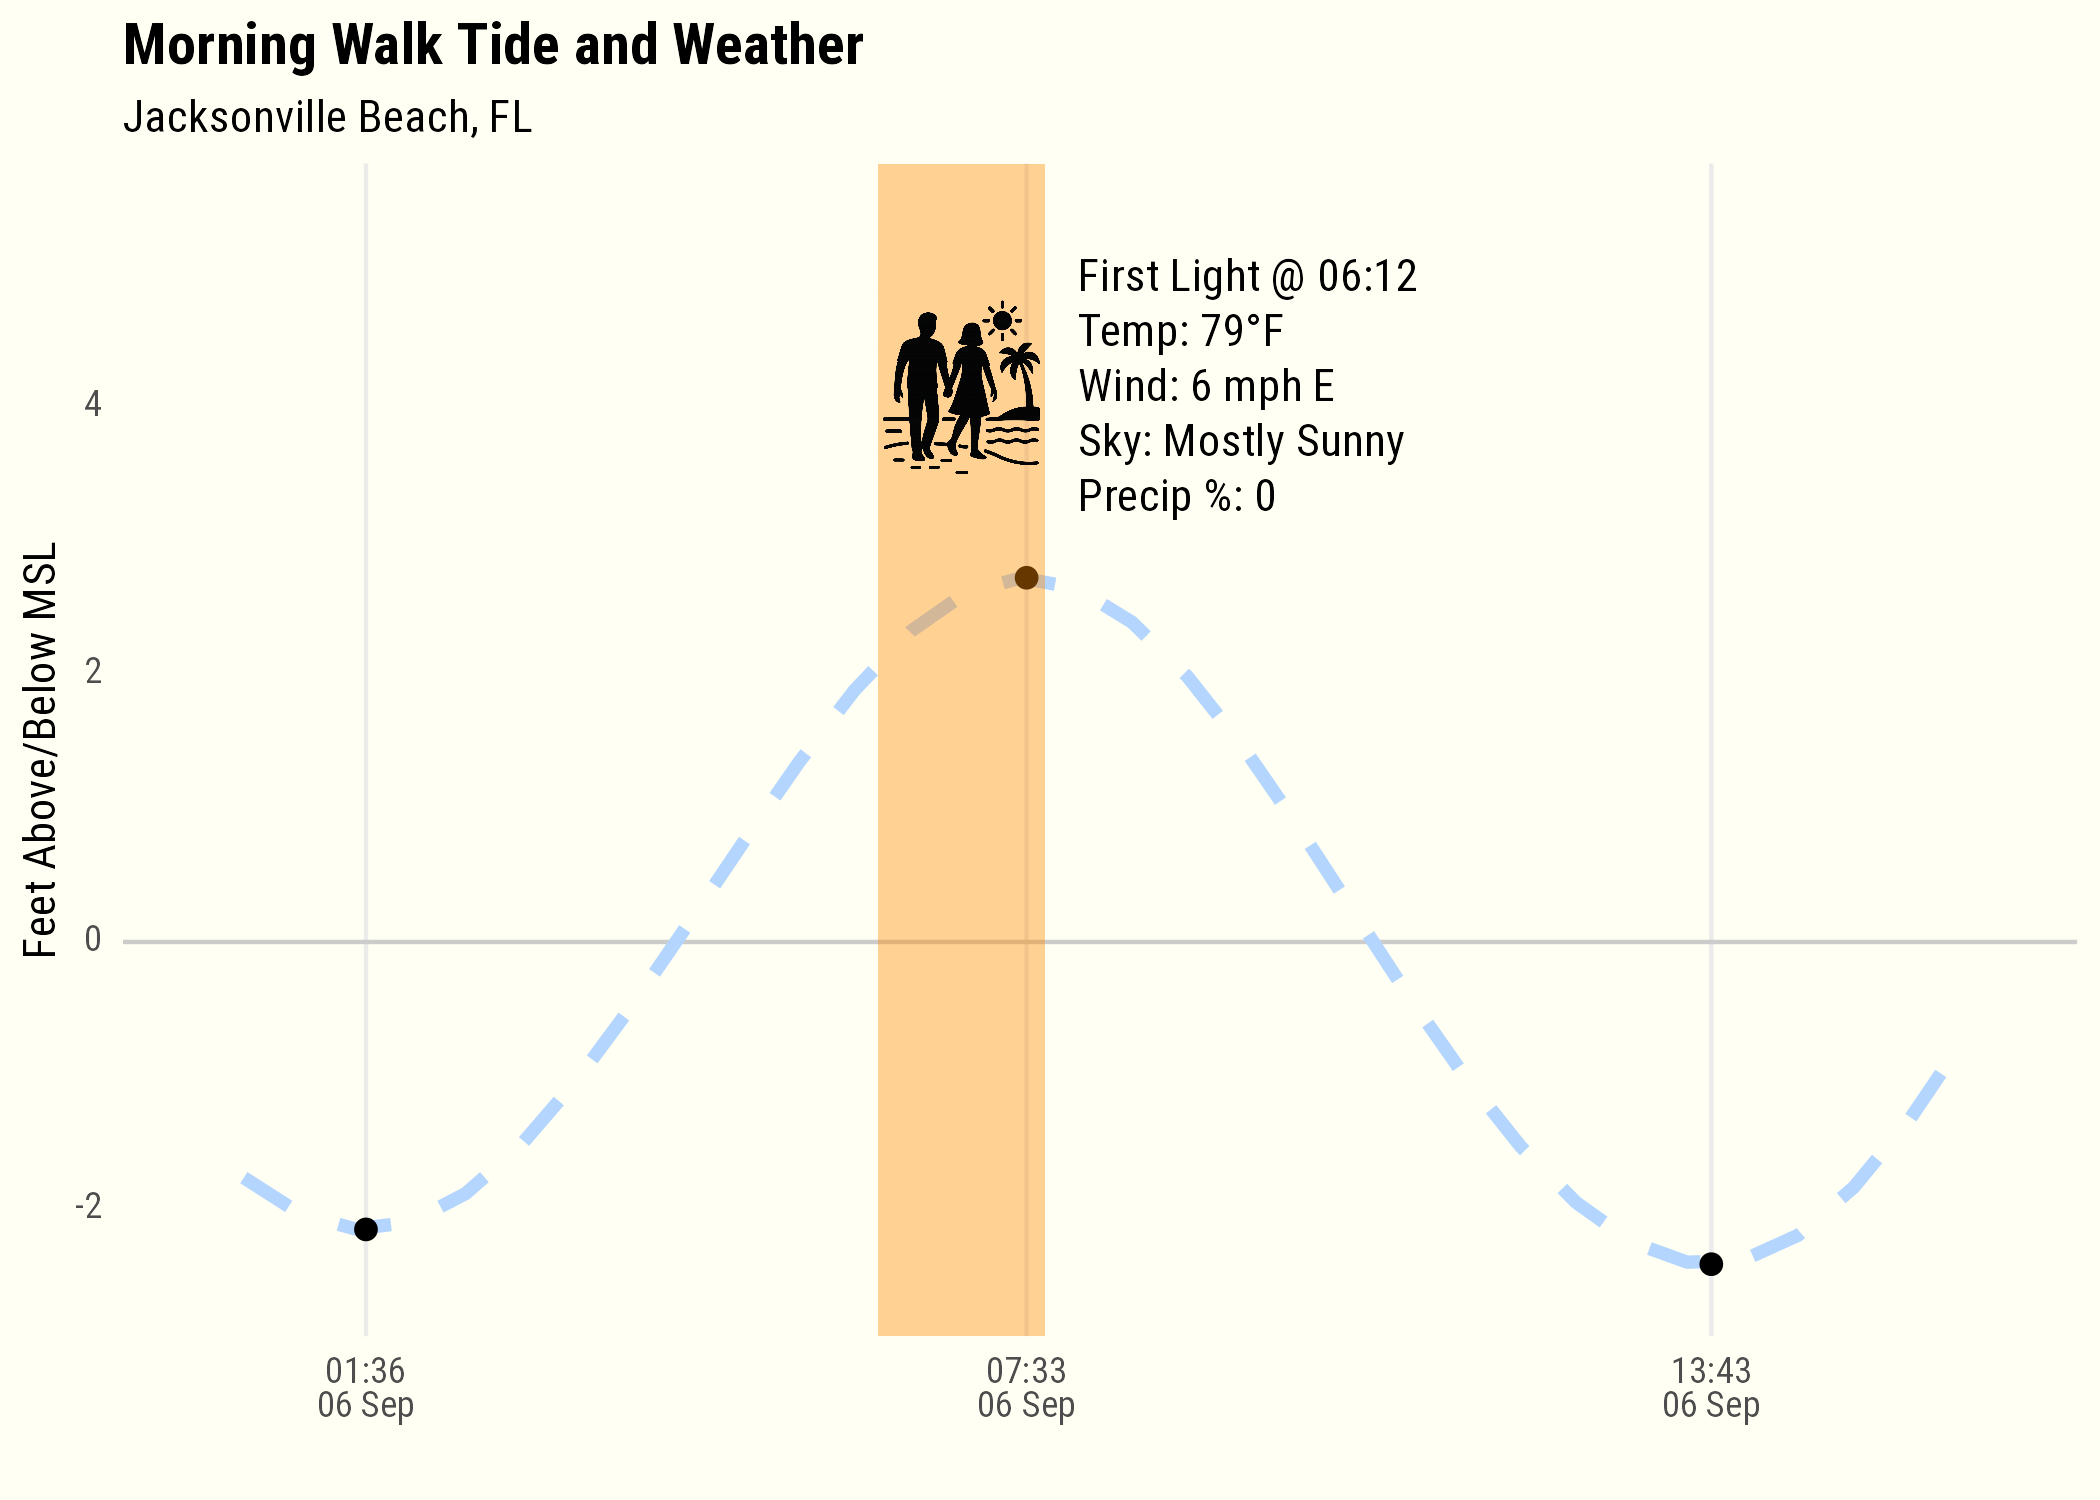 Morning Walk Tide and Weather
Jacksonville Beach, FL
First Light @ 06:12
Temp: 79°F
Wind: 6 mph E
Sky: Mostly Sunny
Precip %: 0
Feet Above/Below MSL
4
2
0
-2
01:36
06 Sep
07:33
06 Sep
13:43
06 Sep